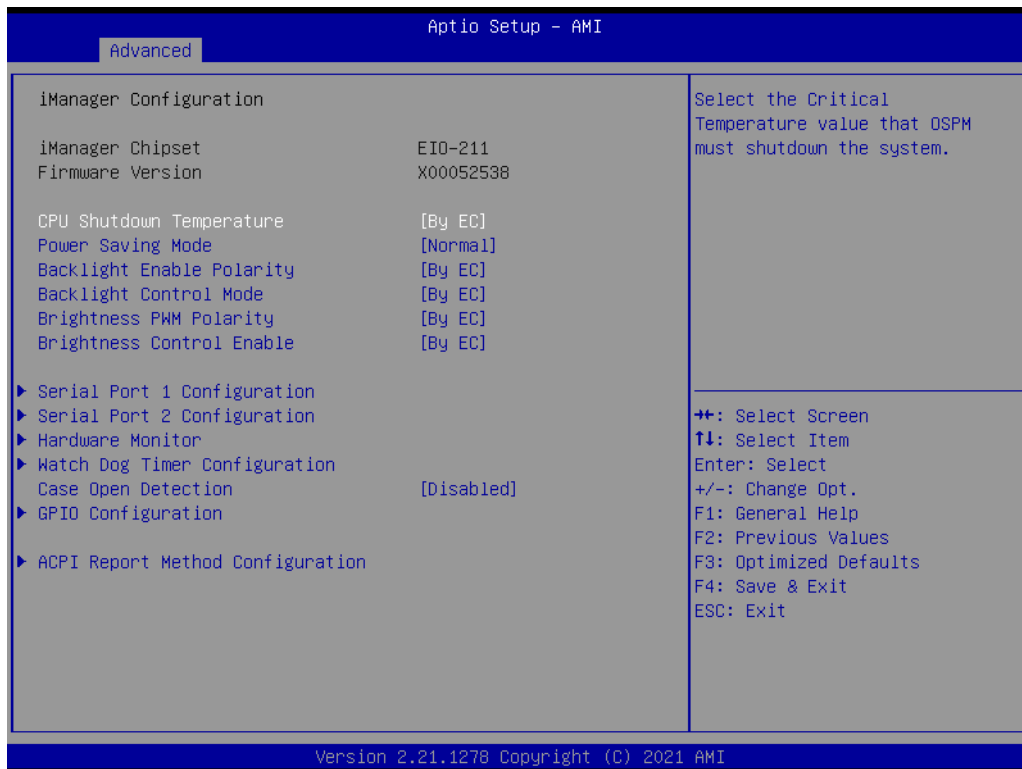 Aptio Setup – AMI
Advanced
iManager Configuration
iManager Chipset EIO-211
Firmware Version X00052538
CPU Shutdown Temperature [By EC]
Power Saving Mode [Normal]
Backlight Enable Polarity [By EC]
Backlight Control Mode [By EC]
Brightness PWM Polarity [By EC]
Brightness Control Enable [By EC]
▶ Serial Port 1 Configuration
▶ Serial Port 2 Configuration
▶ Hardware Monitor
▶ Watch Dog Timer Configuration
Case Open Detection [Disabled]
▶ GPIO Configuration
▶ ACPI Report Method Configuration
Select the Critical
Temperature value that OSPM
must shutdown the system.
→←: Select Screen
↑↓: Select Item
Enter: Select
+/-: Change Opt.
F1: General Help
F2: Previous Values
F3: Optimized Defaults
F4: Save & Exit
ESC: Exit
Version 2.21.1278 Copyright (C) 2021 AMI